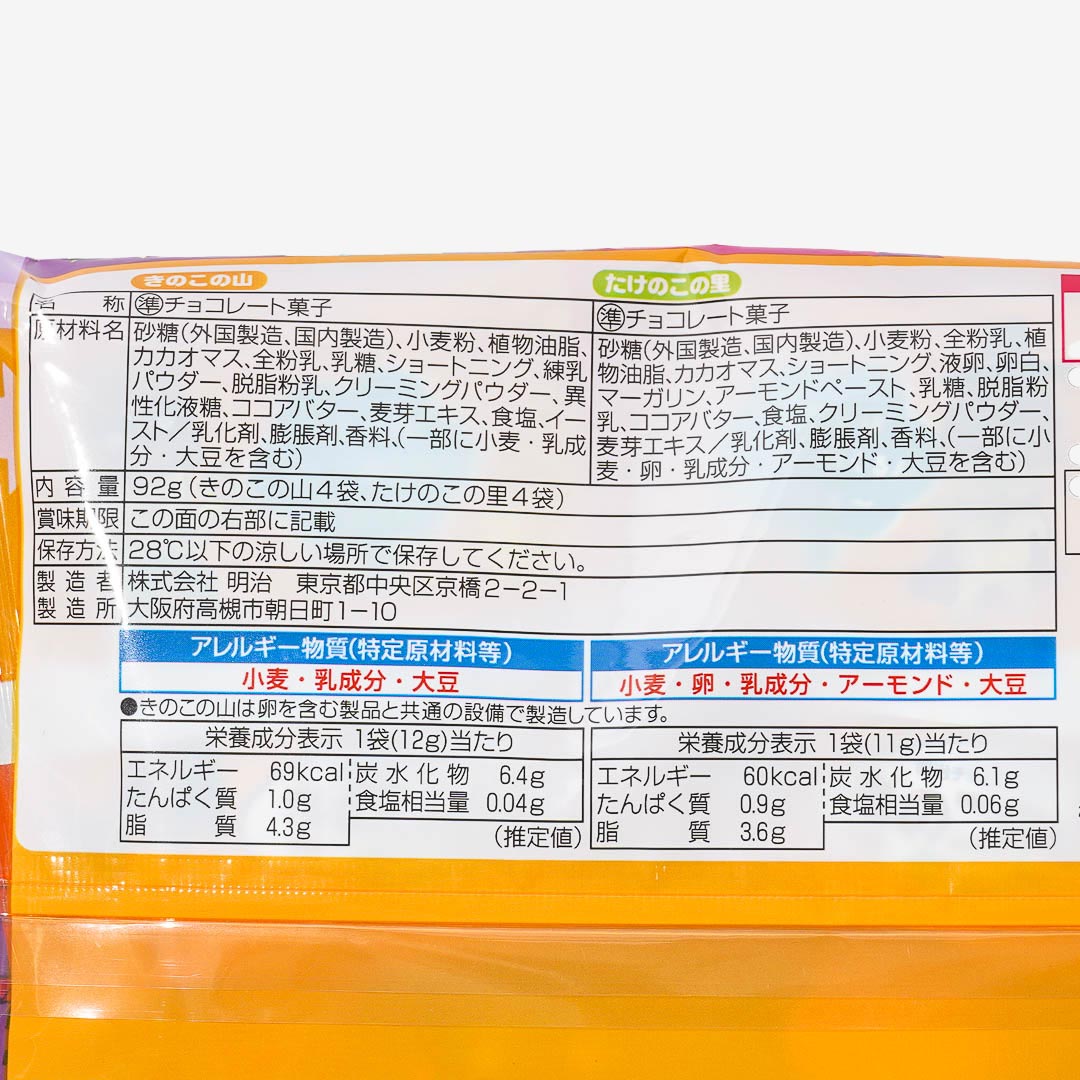 きのこの山
名称 ㊜チョコレート菓子
原材料名 砂糖(外国製造、国内製造)、小麦粉、植物油脂、
カカオマス、全粉乳、乳糖、ショートニング、練乳
パウダー、脱脂粉乳、クリーミングパウダー、異
性化液糖、ココアバター、麦芽エキス、食塩、イー
スト/乳化剤、膨脹剤、香料、(一部に小麦・乳成
分・大豆を含む)
たけのこの里
準チョコレート菓子
砂糖(外国製造、国内製造)、小麦粉、全粉乳、植
物油脂、カカオマス、ショートニング、液卵、卵白、
マーガリン、アーモンドペースト、乳糖、脱脂粉
乳、ココアバター、食塩、クリーミングパウダー、
麦芽エキス/乳化剤、膨脹剤、香料、(一部に小
麦・卵・乳成分・アーモンド・大豆を含む)
内容量 92g(きのこの山4袋、たけのこの里4袋)
賞味期限 この面の右部に記載
保存方法 28℃以下の涼しい場所で保存してください。
製造者 株式会社 明治 東京都中央区京橋2-2-1
製造所 大阪府高槻市朝日町1-10
アレルギー物質(特定原材料等)
小麦・乳成分・大豆
アレルギー物質(特定原材料等)
小麦・卵・乳成分・アーモンド・大豆
●きのこの山は卵を含む製品と共通の設備で製造しています。
栄養成分表示 1袋(12g)当たり
エネルギー 69kcal 炭水化物 6.4g
たんぱく質 1.0g 食塩相当量 0.04g
脂質 4.3g (推定値)
栄養成分表示 1袋(11g)当たり
エネルギー 60kcal 炭水化物 6.1g
たんぱく質 0.9g 食塩相当量 0.06g
脂質 3.6g (推定値)